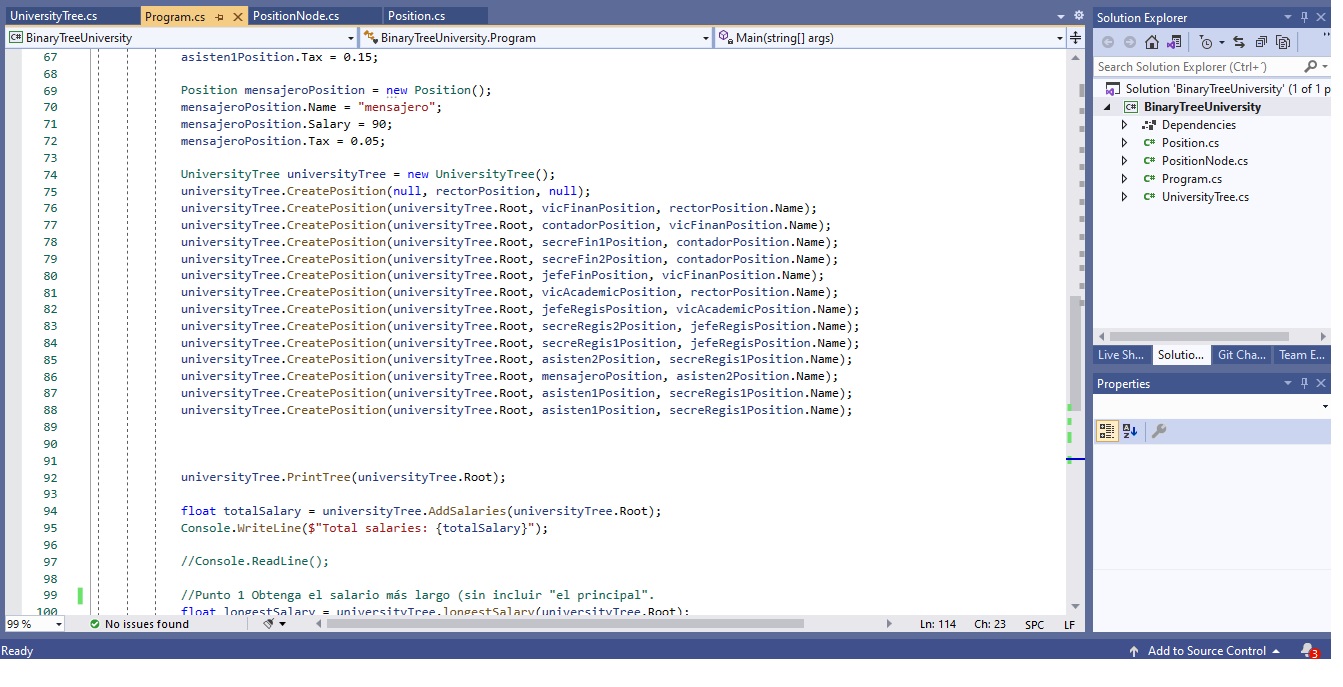 UniversityTree.cs
Program.cs
PositionNode.cs
Position.cs
C# BinaryTreeUniversity
BinaryTreeUniversity.Program
Main(string[] args)
67 asisten1Position.Tax = 0.15;
68
69 Position mensajeroPosition = new Position();
70 mensajeroPosition.Name = "mensajero";
71 mensajeroPosition.Salary = 90;
72 mensajeroPosition.Tax = 0.05;
73
74 UniversityTree universityTree = new UniversityTree();
75 universityTree.CreatePosition(null, rectorPosition, null);
76 universityTree.CreatePosition(universityTree.Root, vicFinanPosition, rectorPosition.Name);
77 universityTree.CreatePosition(universityTree.Root, contadorPosition, vicFinanPosition.Name);
78 universityTree.CreatePosition(universityTree.Root, secreFin1Position, contadorPosition.Name);
79 universityTree.CreatePosition(universityTree.Root, secreFin2Position, contadorPosition.Name);
80 universityTree.CreatePosition(universityTree.Root, jefeFinPosition, vicFinanPosition.Name);
81 universityTree.CreatePosition(universityTree.Root, vicAcademicPosition, rectorPosition.Name);
82 universityTree.CreatePosition(universityTree.Root, jefeRegisPosition, vicAcademicPosition.Name);
83 universityTree.CreatePosition(universityTree.Root, secreRegis2Position, jefeRegisPosition.Name);
84 universityTree.CreatePosition(universityTree.Root, secreRegis1Position, jefeRegisPosition.Name);
85 universityTree.CreatePosition(universityTree.Root, asisten2Position, secreRegis1Position.Name);
86 universityTree.CreatePosition(universityTree.Root, mensajeroPosition, asisten2Position.Name);
87 universityTree.CreatePosition(universityTree.Root, asisten1Position, secreRegis1Position.Name);
88 universityTree.CreatePosition(universityTree.Root, asisten1Position, secreRegis1Position.Name);
89
90
91
92 universityTree.PrintTree(universityTree.Root);
93
94 float totalSalary = universityTree.AddSalaries(universityTree.Root);
95 Console.WriteLine($"Total salaries: {totalSalary}");
96
97 //Console.ReadLine();
98
99 //Punto 1 Obtenga el salario más largo (sin incluir "el principal".
100 float longestSalary = universityTree.longestSalary(universityTree.Root);
99 %
No issues found
Ln: 114
Ch: 23
SPC
LF
Solution Explorer
Search Solution Explorer (Ctrl+´)
Solution 'BinaryTreeUniversity' (1 of 1 p
C# BinaryTreeUniversity
Dependencies
C# Position.cs
C# PositionNode.cs
C# Program.cs
C# UniversityTree.cs
Live Sh...
Solutio...
Git Cha...
Team E...
Properties
Ready
Add to Source Control
3